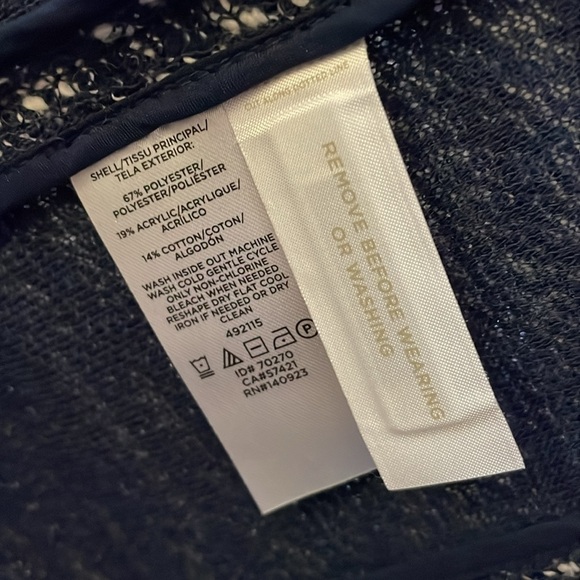 SHELL/TISSU PRINCIPAL/
TELA EXTERIOR:
67% POLYESTER/
POLYESTER/POLIÉSTER
19% ACRYLIC/ACRYLIQUE/
ACRÍLICO
14% COTTON/COTON/
ALGODÓN
WASH INSIDE OUT MACHINE
WASH COLD GENTLE CYCLE
ONLY NON-CHLORINE
BLEACH WHEN NEEDED
RESHAPE DRY FLAT COOL
IRON IF NEEDED OR DRY
CLEAN
492115
P
ID# 70270
CA#57421
RN#140923
CUT ALONG DOTTED LINE
REMOVE BEFORE WEARING
OR WASHING